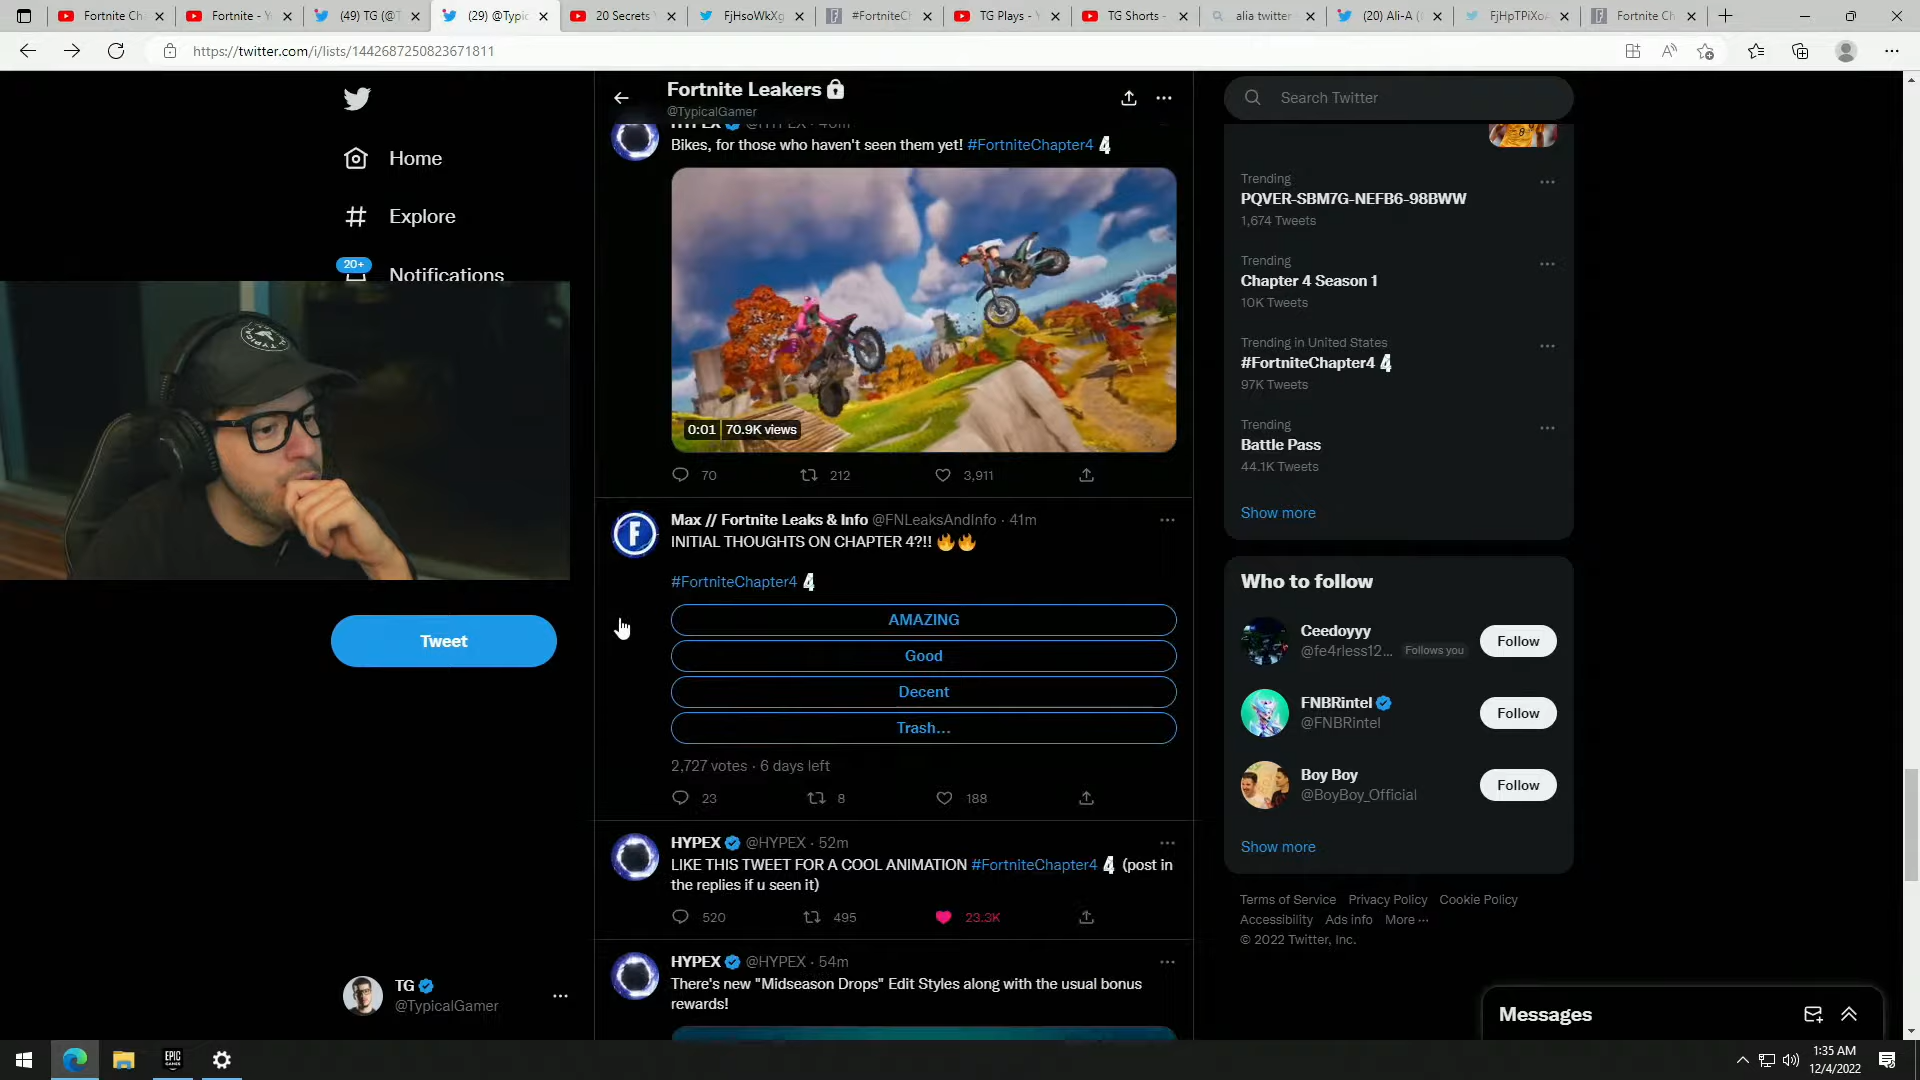 Fortnite Ch
Fortnite - Y
(49) TG (@T
(29) @Typic
20 Secrets
FjHsoWkXg
#FortniteCh
TG Plays - Y
TG Shorts -
alia twitter
(20) Ali-A (
FjHpTPiXo
Fortnite Ch
https://twitter.com/i/lists/1442687250823671811
Home
Explore
20+
Notifications
Tweet
TG
@TypicalGamer
Fortnite Leakers
@TypicalGamer
HYPEX @HYPEX · 40m
Bikes, for those who haven't seen them yet! #FortniteChapter4
0:01 70.9K views
70 212 3,911
Max // Fortnite Leaks & Info @FNLeaksAndInfo · 41m
INITIAL THOUGHTS ON CHAPTER 4?!! 🔥🔥
#FortniteChapter4
AMAZING
Good
Decent
Trash...
2,727 votes · 6 days left
23 8 188
HYPEX @HYPEX · 52m
LIKE THIS TWEET FOR A COOL ANIMATION #FortniteChapter4 (post in
the replies if u seen it)
520 495 23.3K
HYPEX @HYPEX · 54m
There's new "Midseason Drops" Edit Styles along with the usual bonus
rewards!
Search Twitter
Trending
PQVER-SBM7G-NEFB6-98BWW
1,674 Tweets
Trending
Chapter 4 Season 1
10K Tweets
Trending in United States
#FortniteChapter4
97K Tweets
Trending
Battle Pass
44.1K Tweets
Show more
Who to follow
Ceedoyyy
@fe4rless12... Follows you
Follow
FNBRintel
@FNBRintel
Follow
Boy Boy
@BoyBoy_Official
Follow
Show more
Terms of Service Privacy Policy Cookie Policy
Accessibility Ads info More ···
© 2022 Twitter, Inc.
Messages
EPIC
GAMES
1:35 AM
12/4/2022